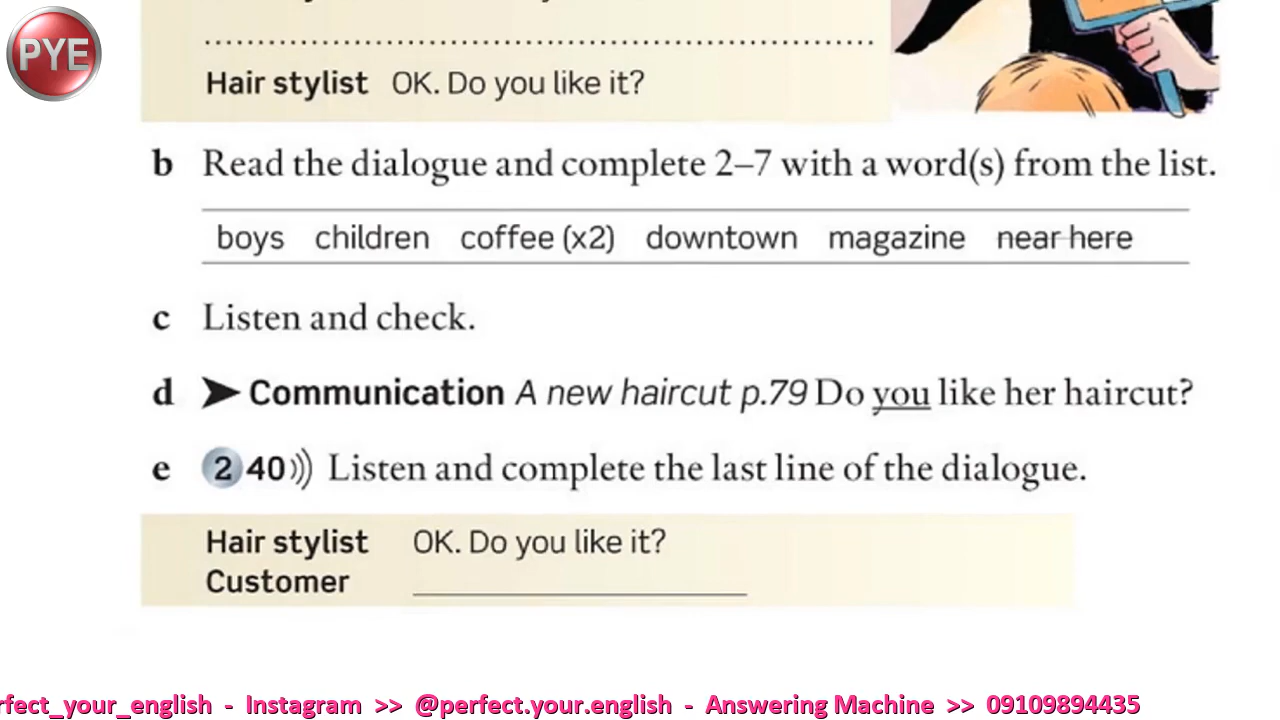 PYE
Hair stylist OK. Do you like it?
b Read the dialogue and complete 2–7 with a word(s) from the list.
boys children coffee (x2) downtown magazine near here
c Listen and check.
d ➤ Communication A new haircut p.79 Do you like her haircut?
e 2 40 Listen and complete the last line of the dialogue.
Hair stylist OK. Do you like it?
Customer
rfect_your_english - Instagram >> @perfect.your.english - Answering Machine >> 09109894435